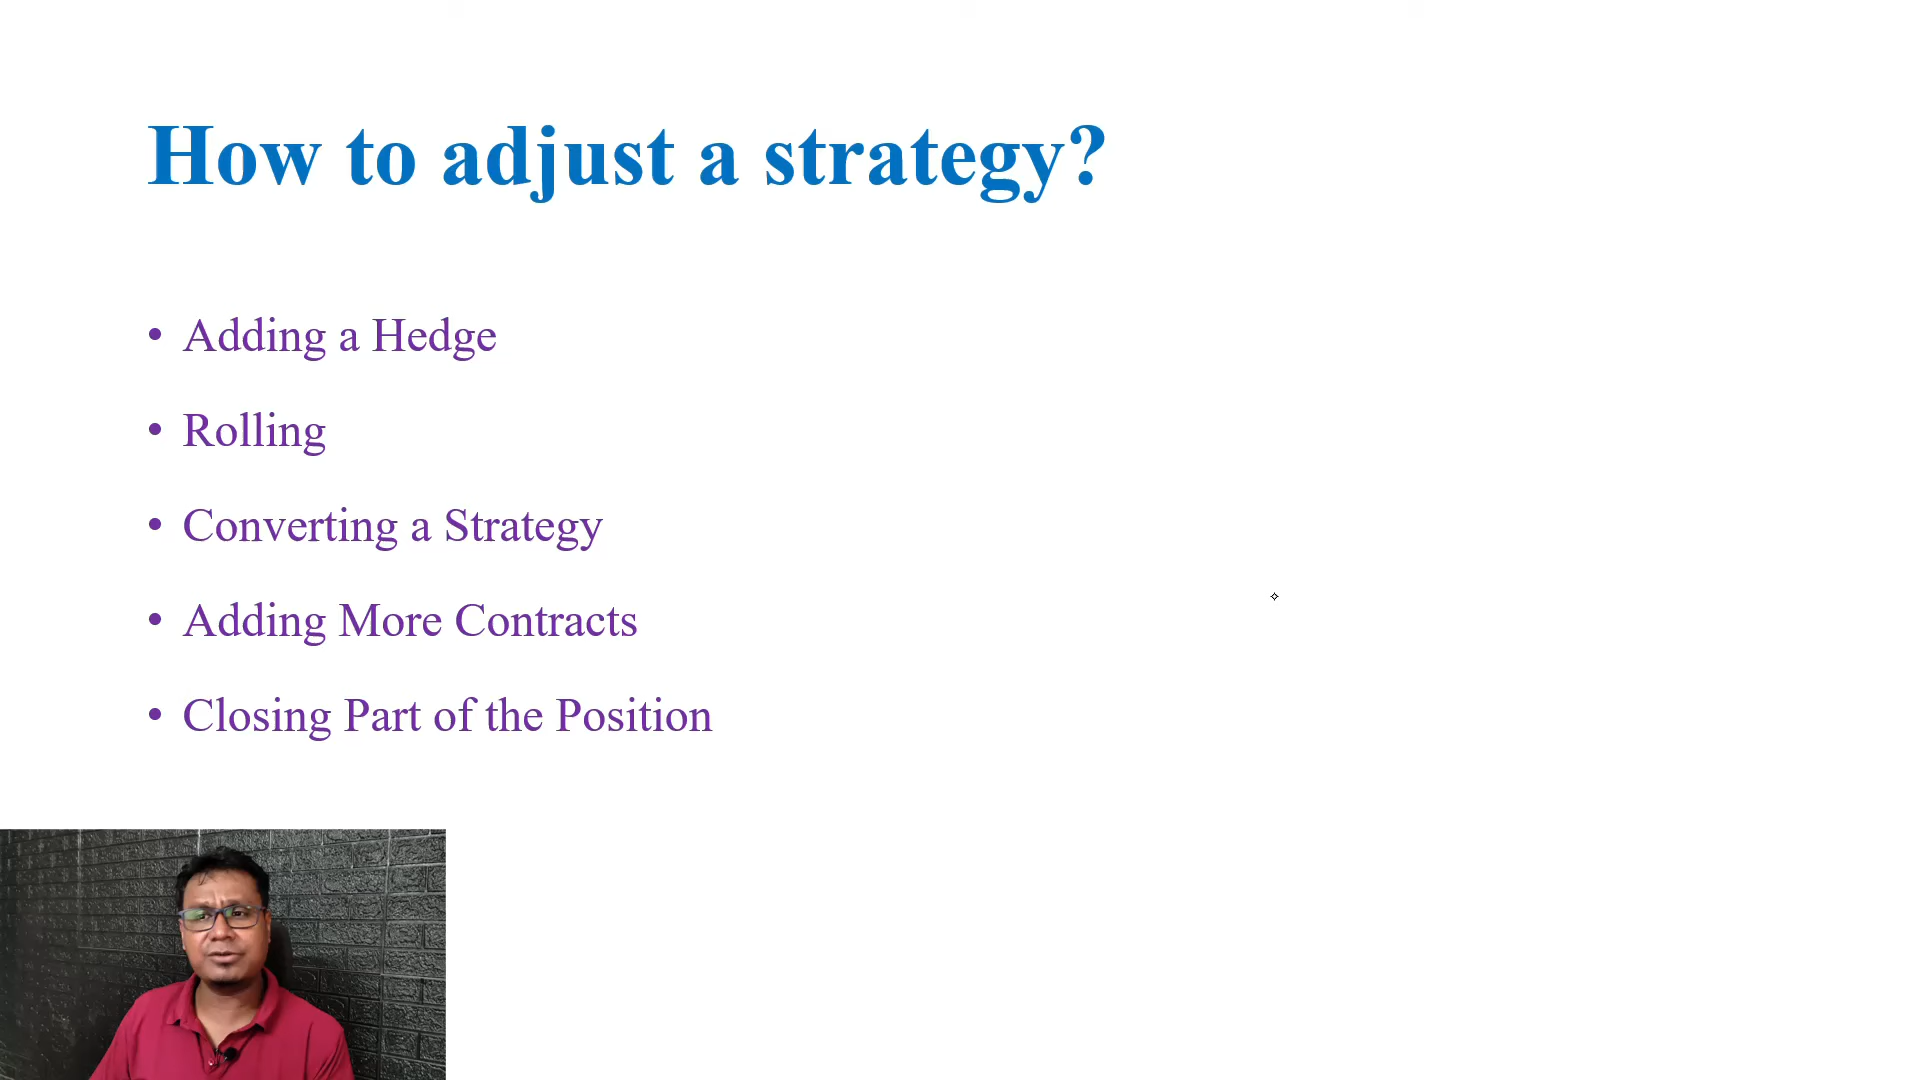 How to adjust a strategy?
• Adding a Hedge
• Rolling
• Converting a Strategy
• Adding More Contracts
• Closing Part of the Position